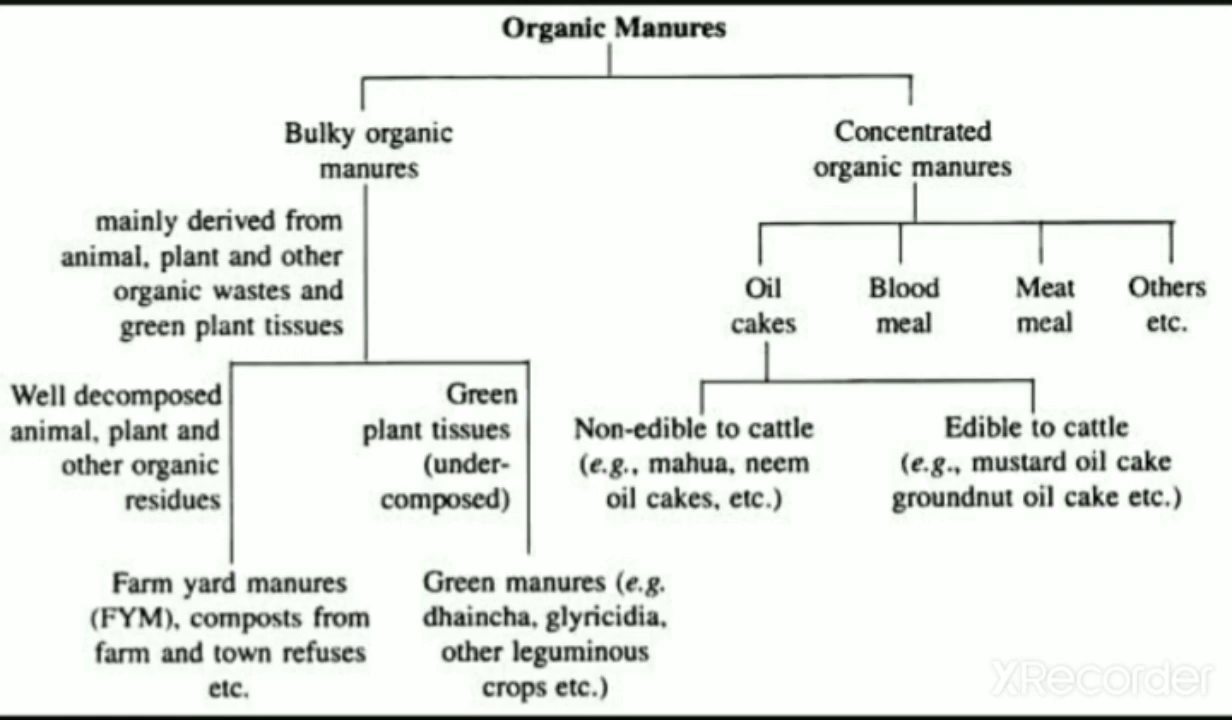 Organic Manures
Bulky organic
manures
Concentrated
organic manures
mainly derived from
animal, plant and other
organic wastes and
green plant tissues
Oil
cakes
Blood
meal
Meat
meal
Others
etc.
Well decomposed
animal, plant and
other organic
residues
Green
plant tissues
(under-
composed)
Non-edible to cattle
(e.g., mahua, neem
oil cakes, etc.)
Edible to cattle
(e.g., mustard oil cake
groundnut oil cake etc.)
Farm yard manures
(FYM), composts from
farm and town refuses
etc.
Green manures (e.g.
dhaincha, glyricidia,
other leguminous
crops etc.)
XRecorder